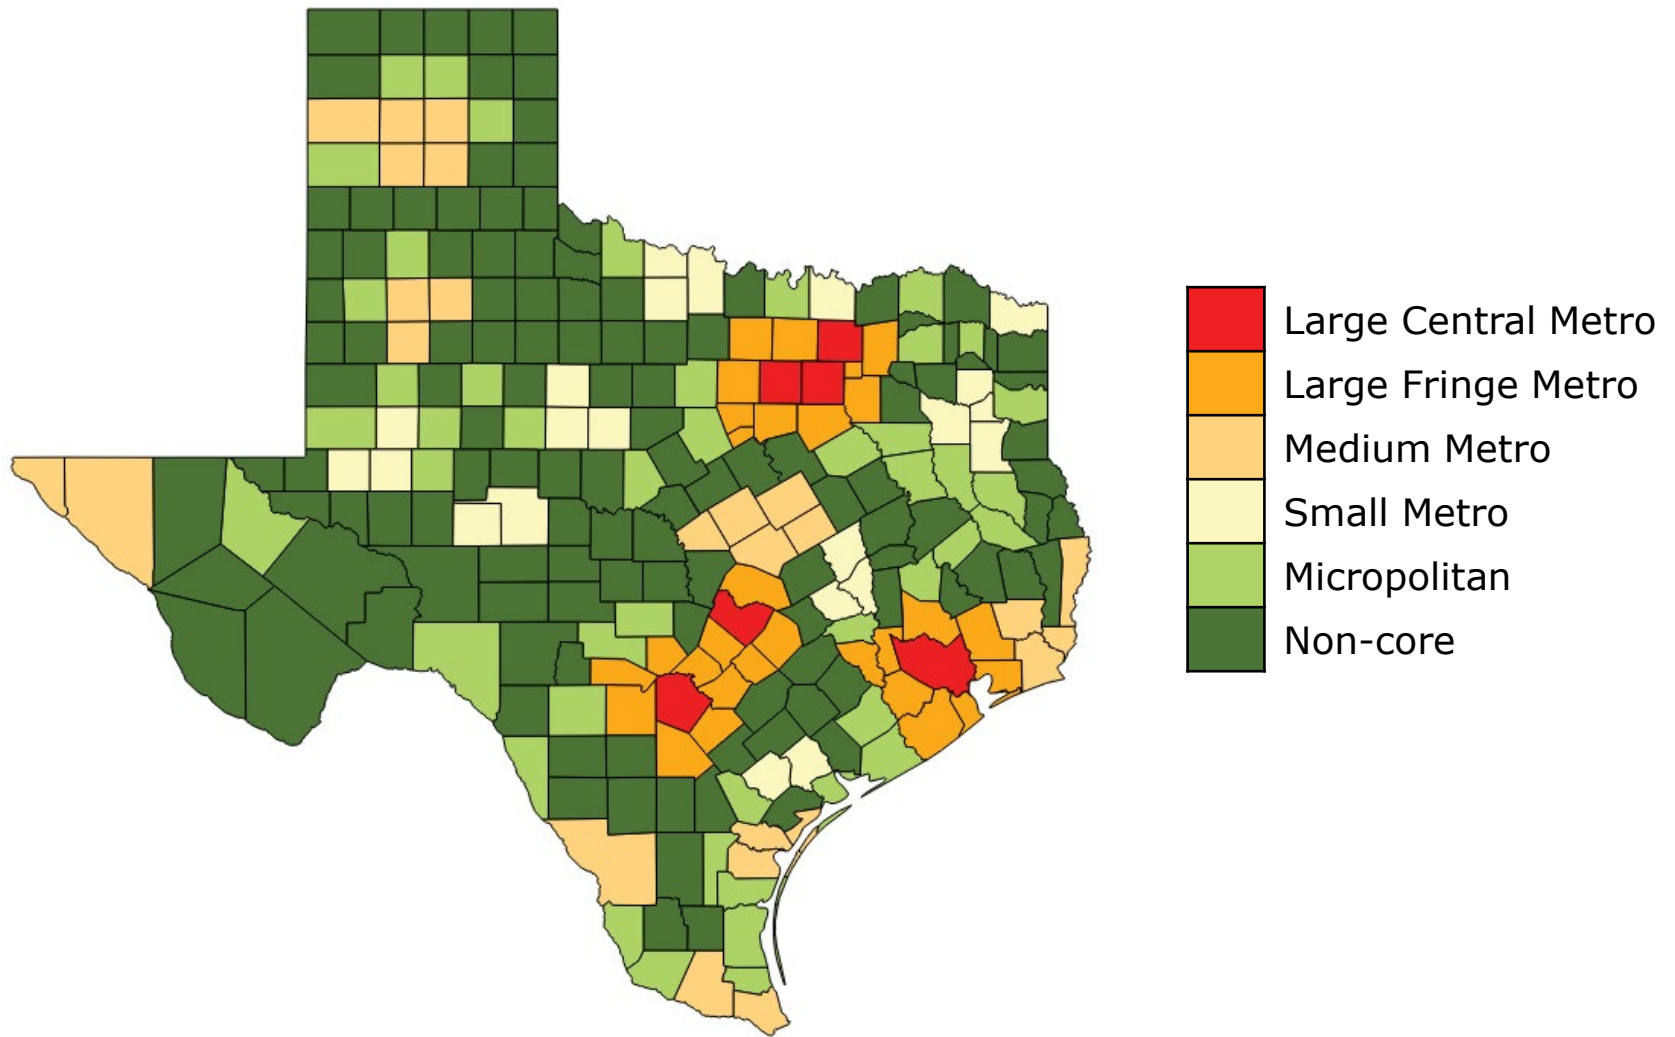 Large Central Metro
Large Fringe Metro
Medium Metro
Small Metro
Micropolitan
Non-core